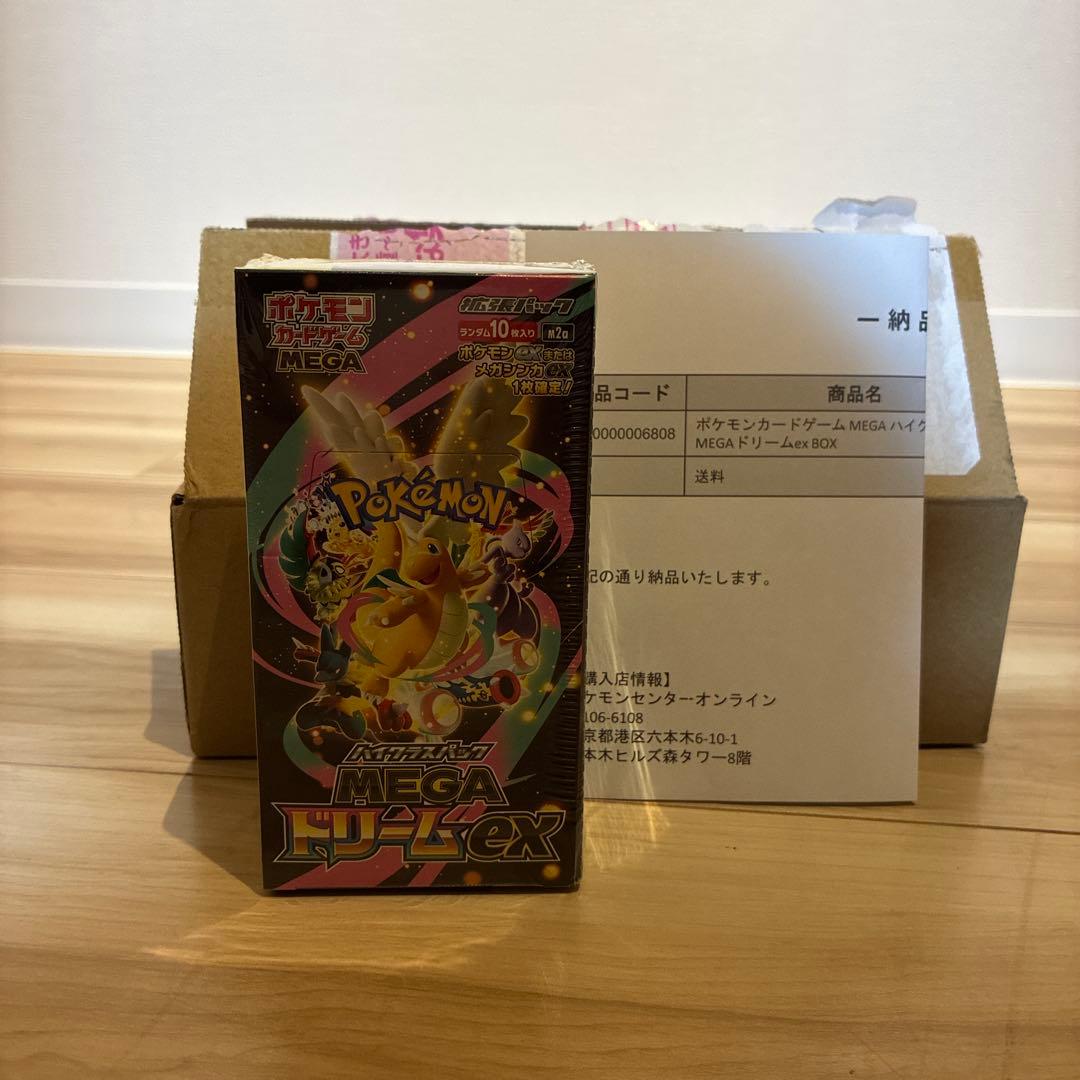 ポケモン
カードゲーム
MEGA
拡張パック
ランダム10枚入り
M2a
ポケモンexまたは
メガシンカex
1枚確定!
Pokémon
ハイクラスパック
MEGA
ドリームex
一 納品
品コード 商品名
0000006808
ポケモンカードゲーム MEGA ハイク
MEGAドリームex BOX
送料
記の通り納品いたします。
購入店情報】
ケモンセンターオンライン
106-6108
京都港区六本木6-10-1
本木ヒルズ森タワー8階